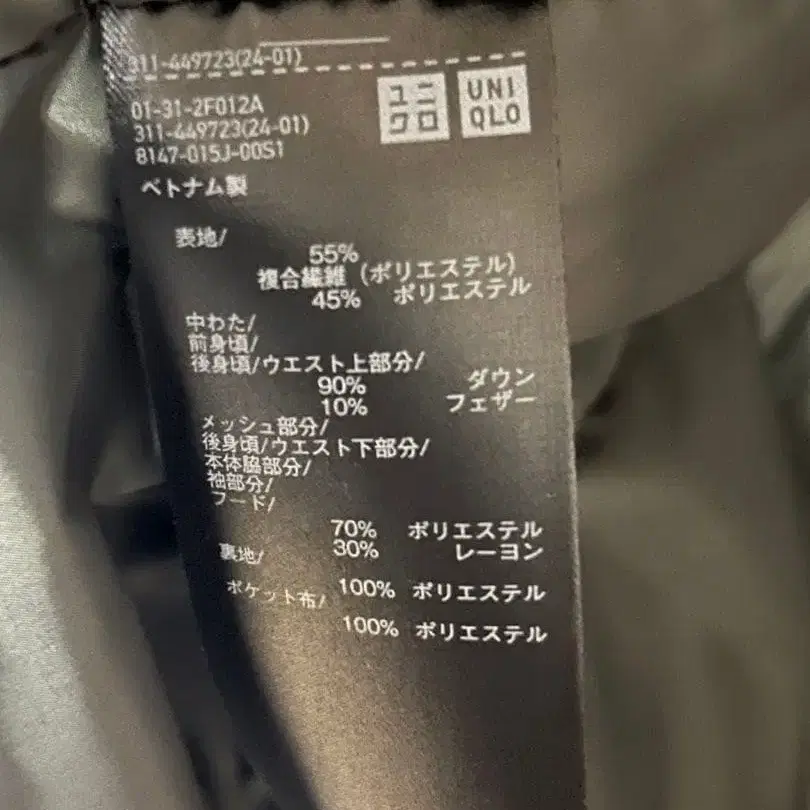 311-449723(24-01)
ユニクロ
UNIQLO
01-31-2F012A
311-449723(24-01)
8147-015J-00S1
ベトナム製
表地/
55%
複合繊維 (ポリエステル)
45% ポリエステル
中わた/
前身頃/
後身頃/ウエスト上部分/
90% ダウン
10% フェザー
メッシュ部分/
後身頃/ウエスト下部分/
本体脇部分/
袖部分/
フード/
70% ポリエステル
30% レーヨン
裏地/
100% ポリエステル
ポケット布/
100% ポリエステル